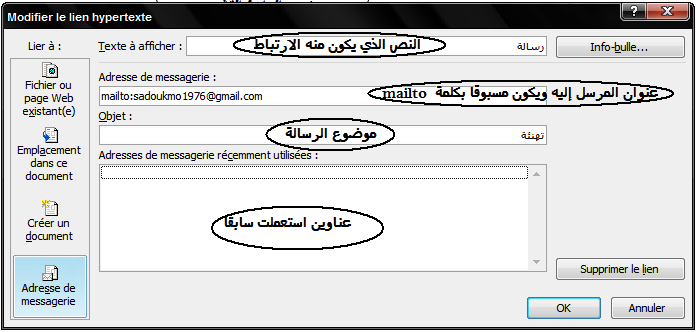 Modifier le lien hypertexte
Lier à :
Texte à afficher :
النص الذي يكون منه الارتباط
رسالة
Info-bulle...
Fichier ou
page Web
existant(e)
Adresse de messagerie :
mailto:sadoukmo1976@gmail.com
عنوان المرسل إليه ويكون مسبوقا بكلمة mailto
Objet :
موضوع الرسالة
تهنئة
Emplacement
dans ce
document
Adresses de messagerie récemment utilisées :
عناوين استعملت سابقا
Créer un
document
Adresse de
messagerie
Supprimer le lien
OK
Annuler